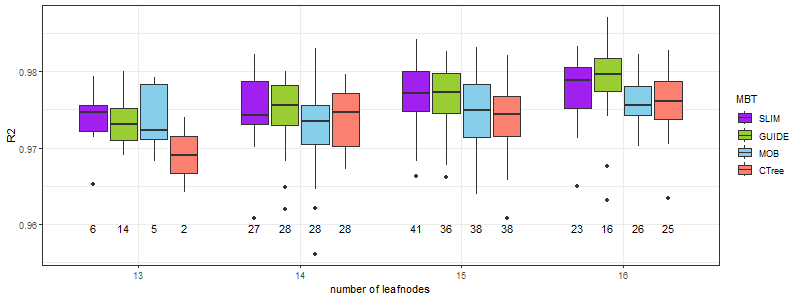 MBT
SLIM
GUIDE
MOB
CTree
R2
0.98
0.97
0.96
6 14 5 2 27 28 28 28 41 36 38 38 23 16 26 25
13 14 15 16
number of leafnodes